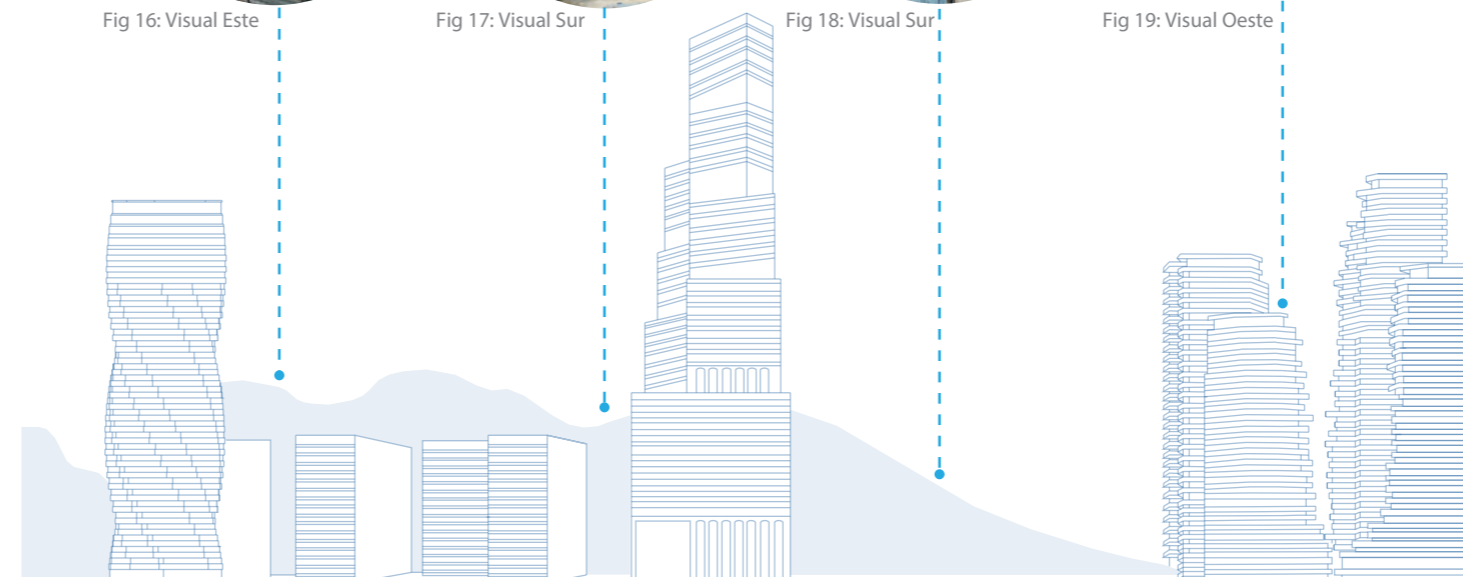 Fig 16: Visual Este
Fig 17: Visual Sur
Fig 18: Visual Sur
Fig 19: Visual Oeste